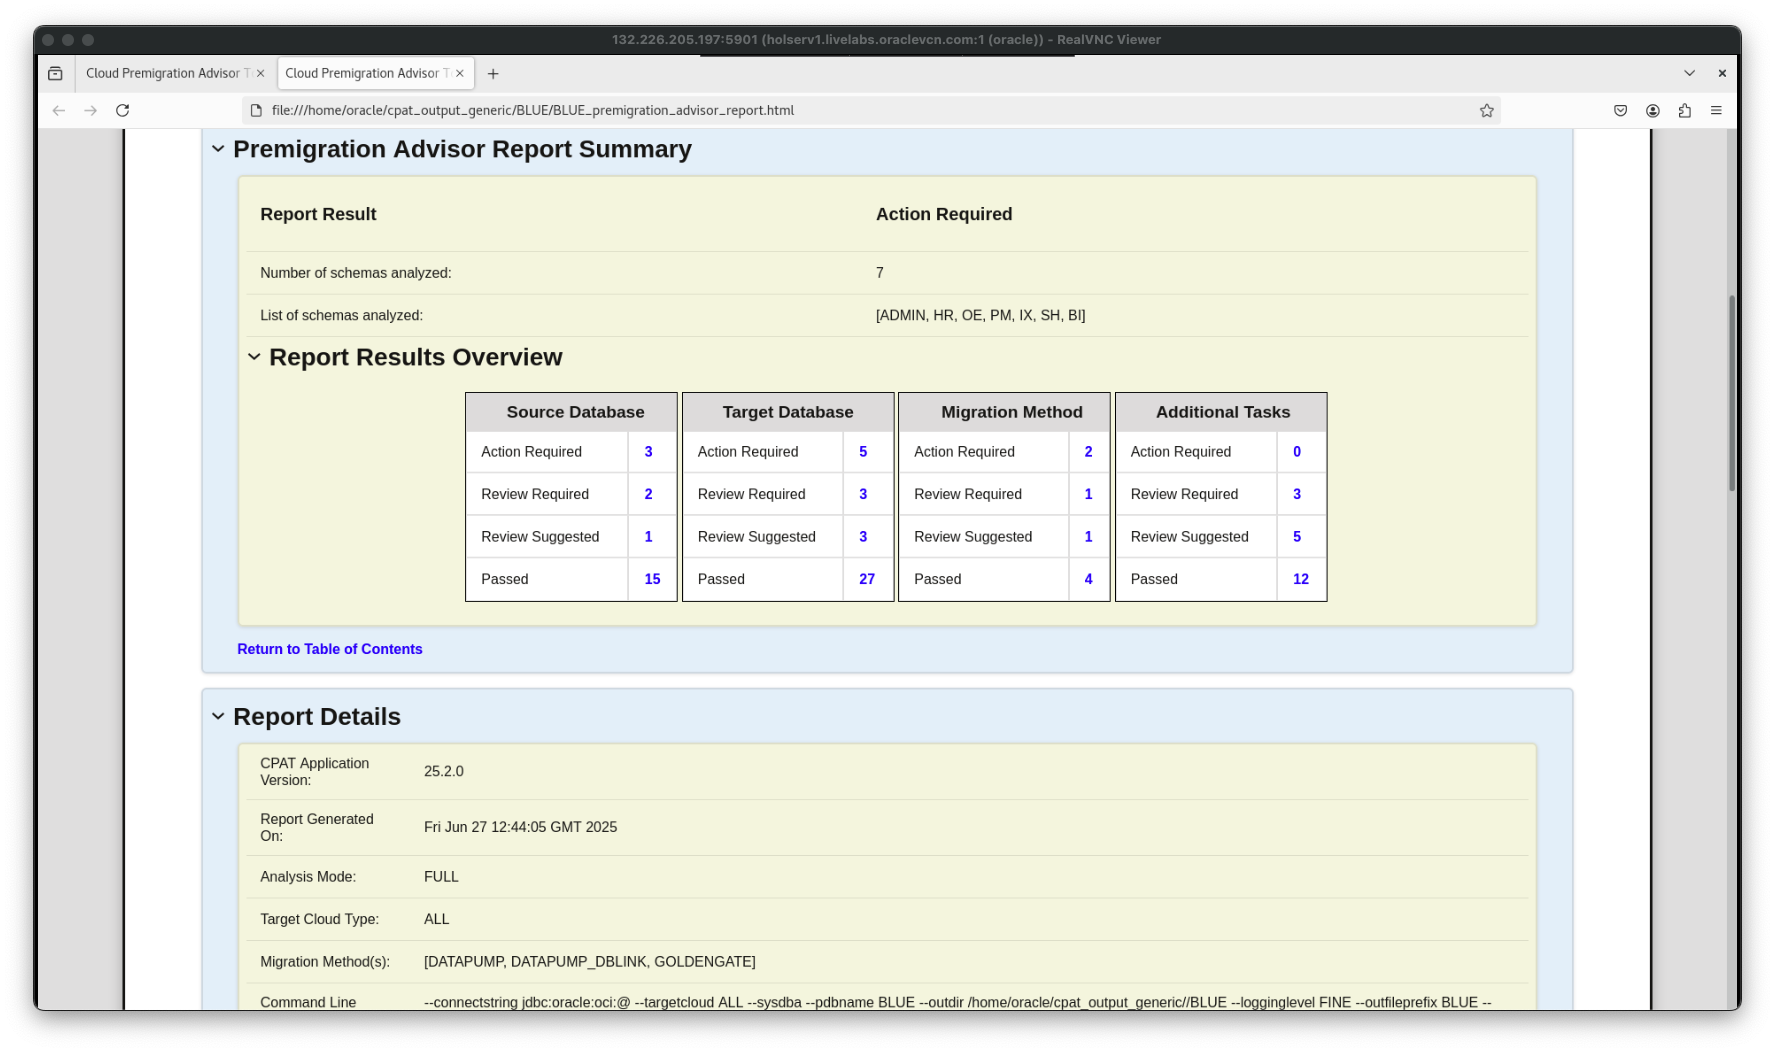 132.226.205.197:5901 (holserv1.livelabs.oraclevcn.com:1 (oracle)) - RealVNC Viewer
Cloud Premigration Advisor T
Cloud Premigration Advisor T
file:///home/oracle/cpat_output_generic/BLUE/BLUE_premigration_advisor_report.html
Premigration Advisor Report Summary
Report Result Action Required
Number of schemas analyzed: 7
List of schemas analyzed: [ADMIN, HR, OE, PM, IX, SH, BI]
Report Results Overview
Source Database Target Database Migration Method Additional Tasks
Action Required 3 Action Required 5 Action Required 2 Action Required 0
Review Required 2 Review Required 3 Review Required 1 Review Required 3
Review Suggested 1 Review Suggested 3 Review Suggested 1 Review Suggested 5
Passed 15 Passed 27 Passed 4 Passed 12
Return to Table of Contents
Report Details
CPAT Application
Version: 25.2.0
Report Generated
On: Fri Jun 27 12:44:05 GMT 2025
Analysis Mode: FULL
Target Cloud Type: ALL
Migration Method(s): [DATAPUMP, DATAPUMP_DBLINK, GOLDENGATE]
Command Line --connectstring jdbc:oracle:oci:@ --targetcloud ALL --sysdba --pdbname BLUE --outdir /home/oracle/cpat_output_generic//BLUE --logginglevel FINE --outfileprefix BLUE --